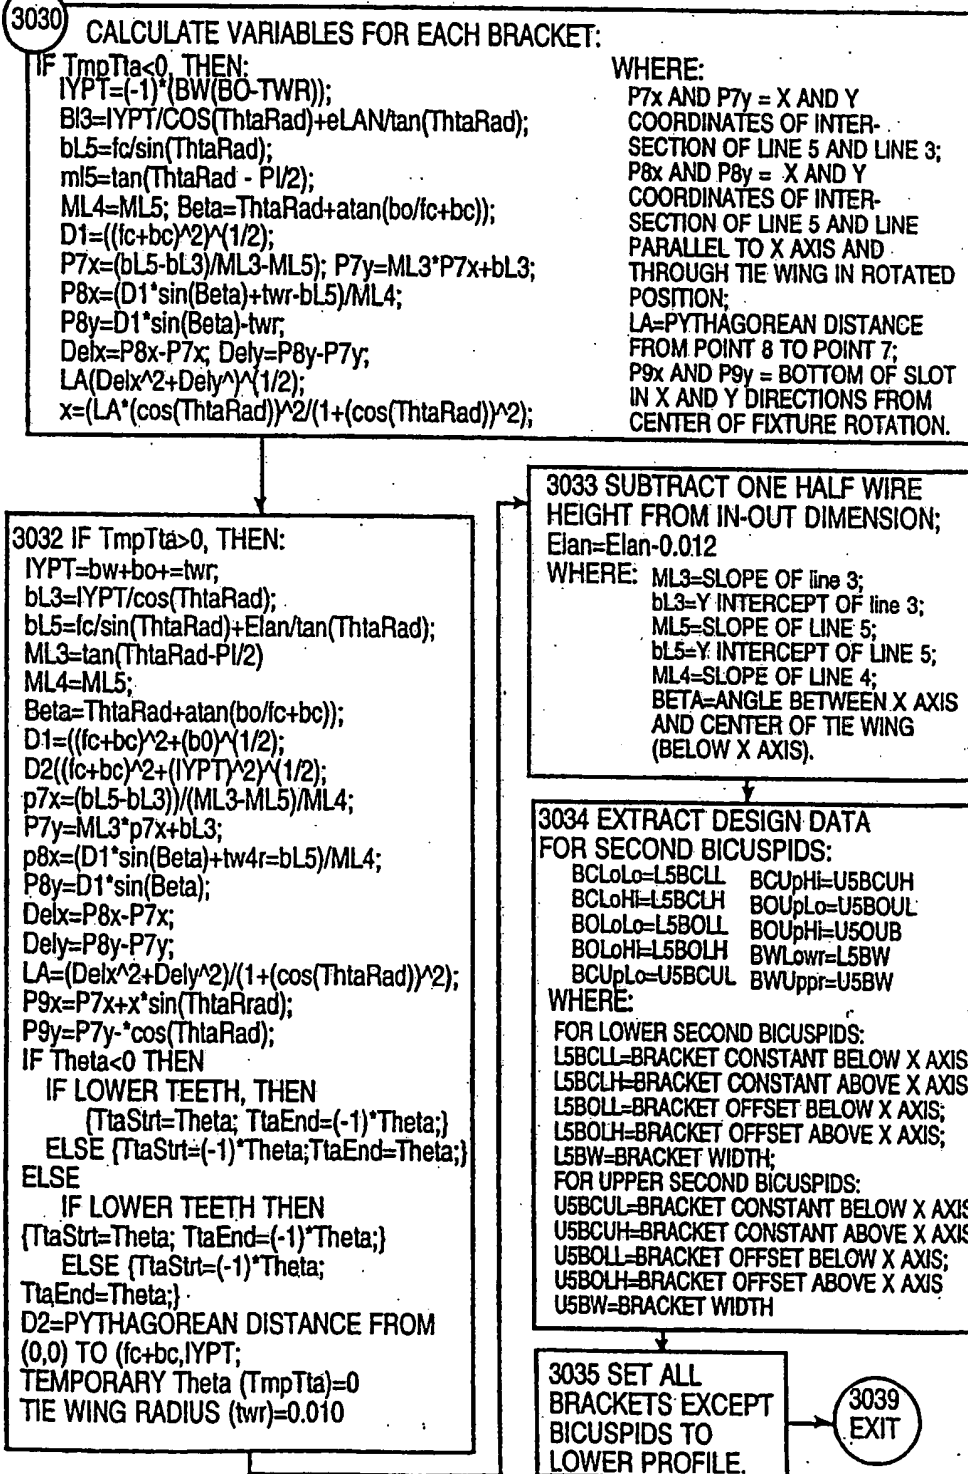 3030
CALCULATE VARIABLES FOR EACH BRACKET:
IF TmpTta<0, THEN:
IYPT=(-1)*(BW(BO-TWR));
Bl3=IYPT/COS(ThtaRad)+eLAN/tan(ThtaRad);
bL5=fc/sin(ThtaRad);
ml5=tan(ThtaRad - PI/2);
ML4=ML5; Beta=ThtaRad+atan(bo/fc+bc));
D1=((fc+bc)^2)^(1/2);
P7x=(bL5-bL3)/ML3-ML5); P7y=ML3*P7x+bL3;
P8x=(D1*sin(Beta)+twr-bL5)/ML4;
P8y=D1*sin(Beta)-twr;
Delx=P8x-P7x; Dely=P8y-P7y;
LA(Delx^2+Dely^)^(1/2);
x=(LA*(cos(ThtaRad))^2/(1+(cos(ThtaRad))^2);
WHERE:
P7x AND P7y = X AND Y
COORDINATES OF INTER-
SECTION OF LINE 5 AND LINE 3;
P8x AND P8y = X AND Y
COORDINATES OF INTER-
SECTION OF LINE 5 AND LINE
PARALLEL TO X AXIS AND
THROUGH TIE WING IN ROTATED
POSITION;
LA=PYTHAGOREAN DISTANCE
FROM POINT 8 TO POINT 7;
P9x AND P9y = BOTTOM OF SLOT
IN X AND Y DIRECTIONS FROM
CENTER OF FIXTURE ROTATION.
3032 IF TmpTta>0, THEN:
IYPT=bw+bo+=twr;
bL3=IYPT/cos(ThtaRad);
bL5=fc/sin(ThtaRad)+Elan/tan(ThtaRad);
ML3=tan(ThtaRad-PI/2)
ML4=ML5;
Beta=ThtaRad+atan(bo/fc+bc));
D1=((fc+bc)^2+(b0)^(1/2);
D2((fc+bc)^2+(IYPT)^2)^(1/2);
p7x=(bL5-bL3))/(ML3-ML5)/ML4;
P7y=ML3*p7x+bL3;
p8x=(D1*sin(Beta)+tw4r=bL5)/ML4;
P8y=D1*sin(Beta);
Delx=P8x-P7x;
Dely=P8y-P7y;
LA=(Delx^2+Dely^2)/(1+(cos(ThtaRad))^2);
P9x=P7x+x*sin(ThtaRrad);
P9y=P7y-*cos(ThtaRad);
IF Theta<0 THEN
IF LOWER TEETH, THEN
{TtaStrt=Theta; TtaEnd=(-1)*Theta;}
ELSE {TtaStrt=(-1)*Theta;TtaEnd=Theta;}
ELSE
IF LOWER TEETH THEN
{TtaStrt=Theta; TtaEnd=(-1)*Theta;}
ELSE {TtaStrt=(-1)*Theta;
TtaEnd=Theta;}
D2=PYTHAGOREAN DISTANCE FROM
(0,0) TO (fc+bc,IYPT;
TEMPORARY Theta (TmpTta)=0
TIE WING RADIUS (twr)=0.010
3033 SUBTRACT ONE HALF WIRE
HEIGHT FROM IN-OUT DIMENSION;
Elan=Elan-0.012
WHERE: ML3=SLOPE OF line 3;
bL3=Y INTERCEPT OF line 3;
ML5=SLOPE OF LINE 5;
bL5=Y INTERCEPT OF LINE 5;
ML4=SLOPE OF LINE 4;
BETA=ANGLE BETWEEN X AXIS
AND CENTER OF TIE WING
(BELOW X AXIS).
3034 EXTRACT DESIGN DATA
FOR SECOND BICUSPIDS:
BCLoLo=L5BCLL BCUpHi=U5BCUH
BCLoHi=L5BCLH BOUpLo=U5BOUL
BOLoLo=L5BOLL BOUpHi=U5OUB
BOLoHi=L5BOLH BWLowr=L5BW
BCUpLo=U5BCUL BWUppr=U5BW
WHERE:
FOR LOWER SECOND BICUSPIDS:
L5BCLL=BRACKET CONSTANT BELOW X AXIS
L5BCLH=BRACKET CONSTANT ABOVE X AXIS
L5BOLL=BRACKET OFFSET BELOW X AXIS;
L5BOLH=BRACKET OFFSET ABOVE X AXIS;
L5BW=BRACKET WIDTH;
FOR UPPER SECOND BICUSPIDS:
U5BCUL=BRACKET CONSTANT BELOW X AXIS
U5BCUH=BRACKET CONSTANT ABOVE X AXIS
U5BOLL=BRACKET OFFSET BELOW X AXIS;
U5BOLH=BRACKET OFFSET ABOVE X AXIS
U5BW=BRACKET WIDTH
3035 SET ALL
BRACKETS EXCEPT
BICUSPIDS TO
LOWER PROFILE.
3039
EXIT